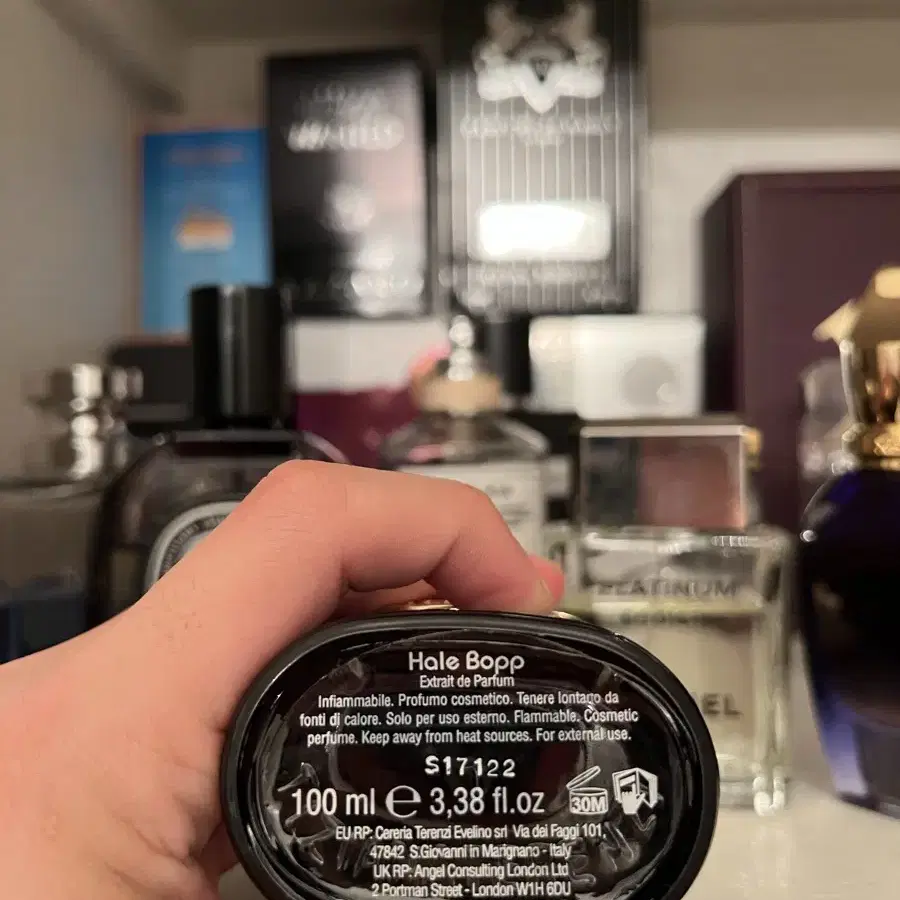 PLATINUM
Hale Bopp
Extrait de Parfum
Infiammabile. Profumo cosmetico. Tenere lontano da
fonti di calore. Solo per uso esterno. Flammable. Cosmetic
perfume. Keep away from heat sources. For external use.
S17122
100 ml ℮ 3,38 fl.oz
30M
EU RP: Cereria Terenzi Evelino srl Via dei Faggi 101,
47842 S.Giovanni in Marignano - Italy
UK RP: Angel Consulting London Ltd
2 Portman Street - London W1H 6DU